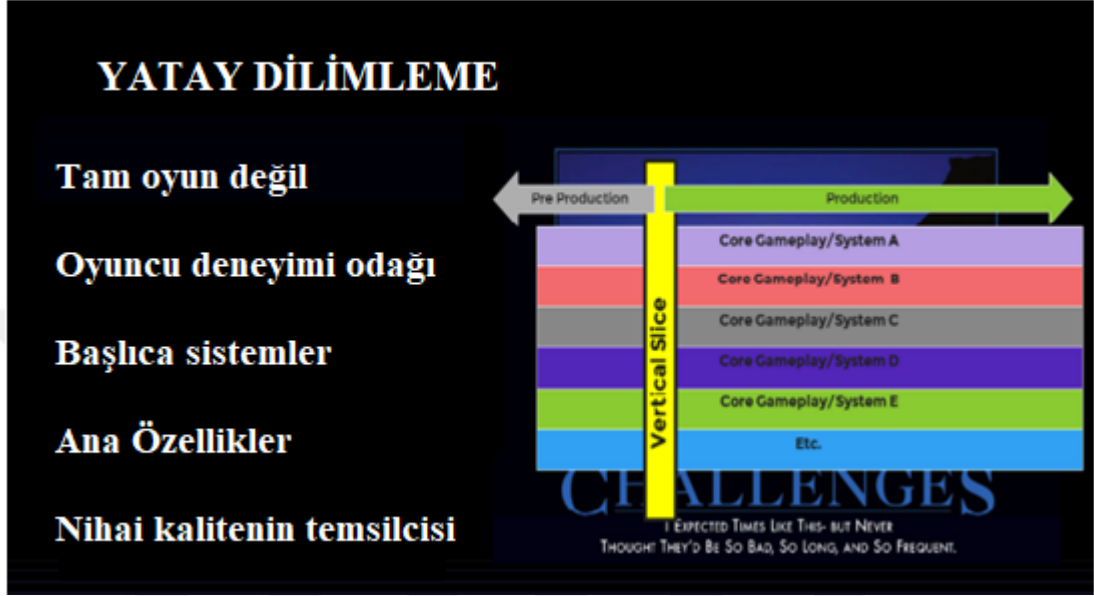 YATAY DİLİMLEME
Tam oyun değil
Oyuncu deneyimi odağı
Başlıca sistemler
Ana Özellikler
Nihai kalitenin temsilcisi
Pre Production
Production
Vertical Slice
Core Gameplay/System A
Core Gameplay/System B
Core Gameplay/System C
Core Gameplay/System D
Core Gameplay/System E
Etc.
CHALLENGES
I EXPECTED TIMES LIKE THIS- BUT NEVER
THOUGHT THEY'D BE SO BAD, SO LONG, AND SO FREQUENT.